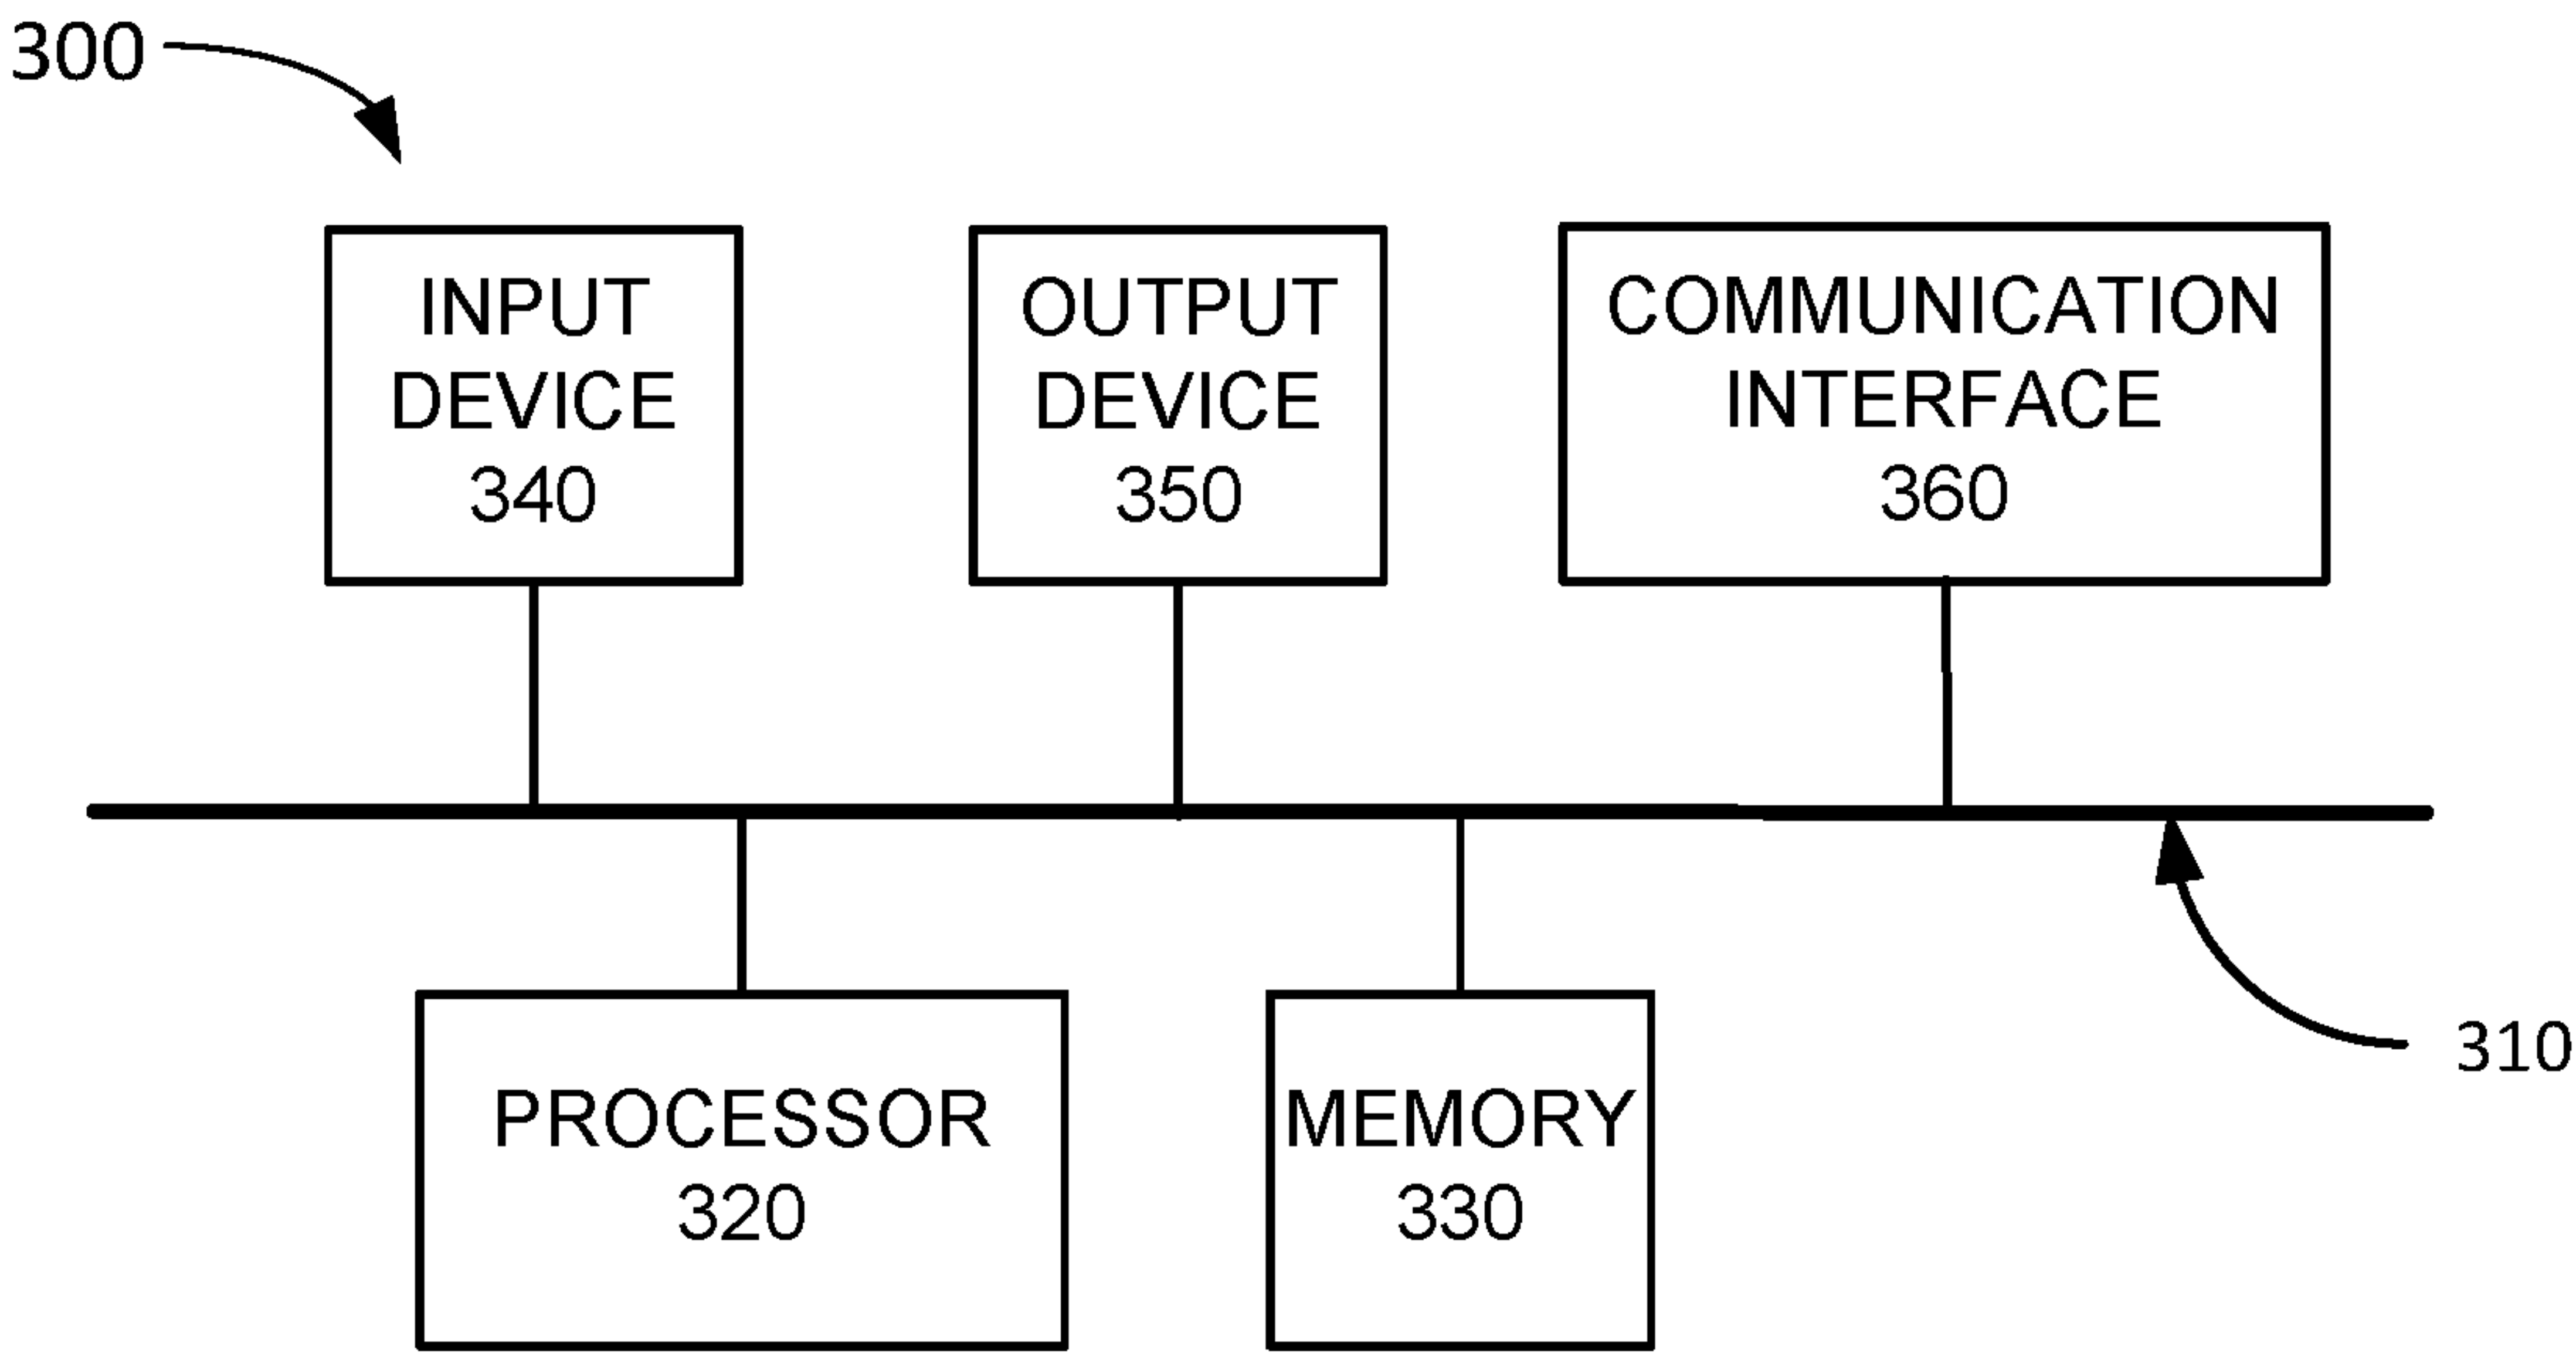 300
INPUT
DEVICE
340
OUTPUT
DEVICE
350
COMMUNICATION
INTERFACE
360
PROCESSOR
320
MEMORY
330
310